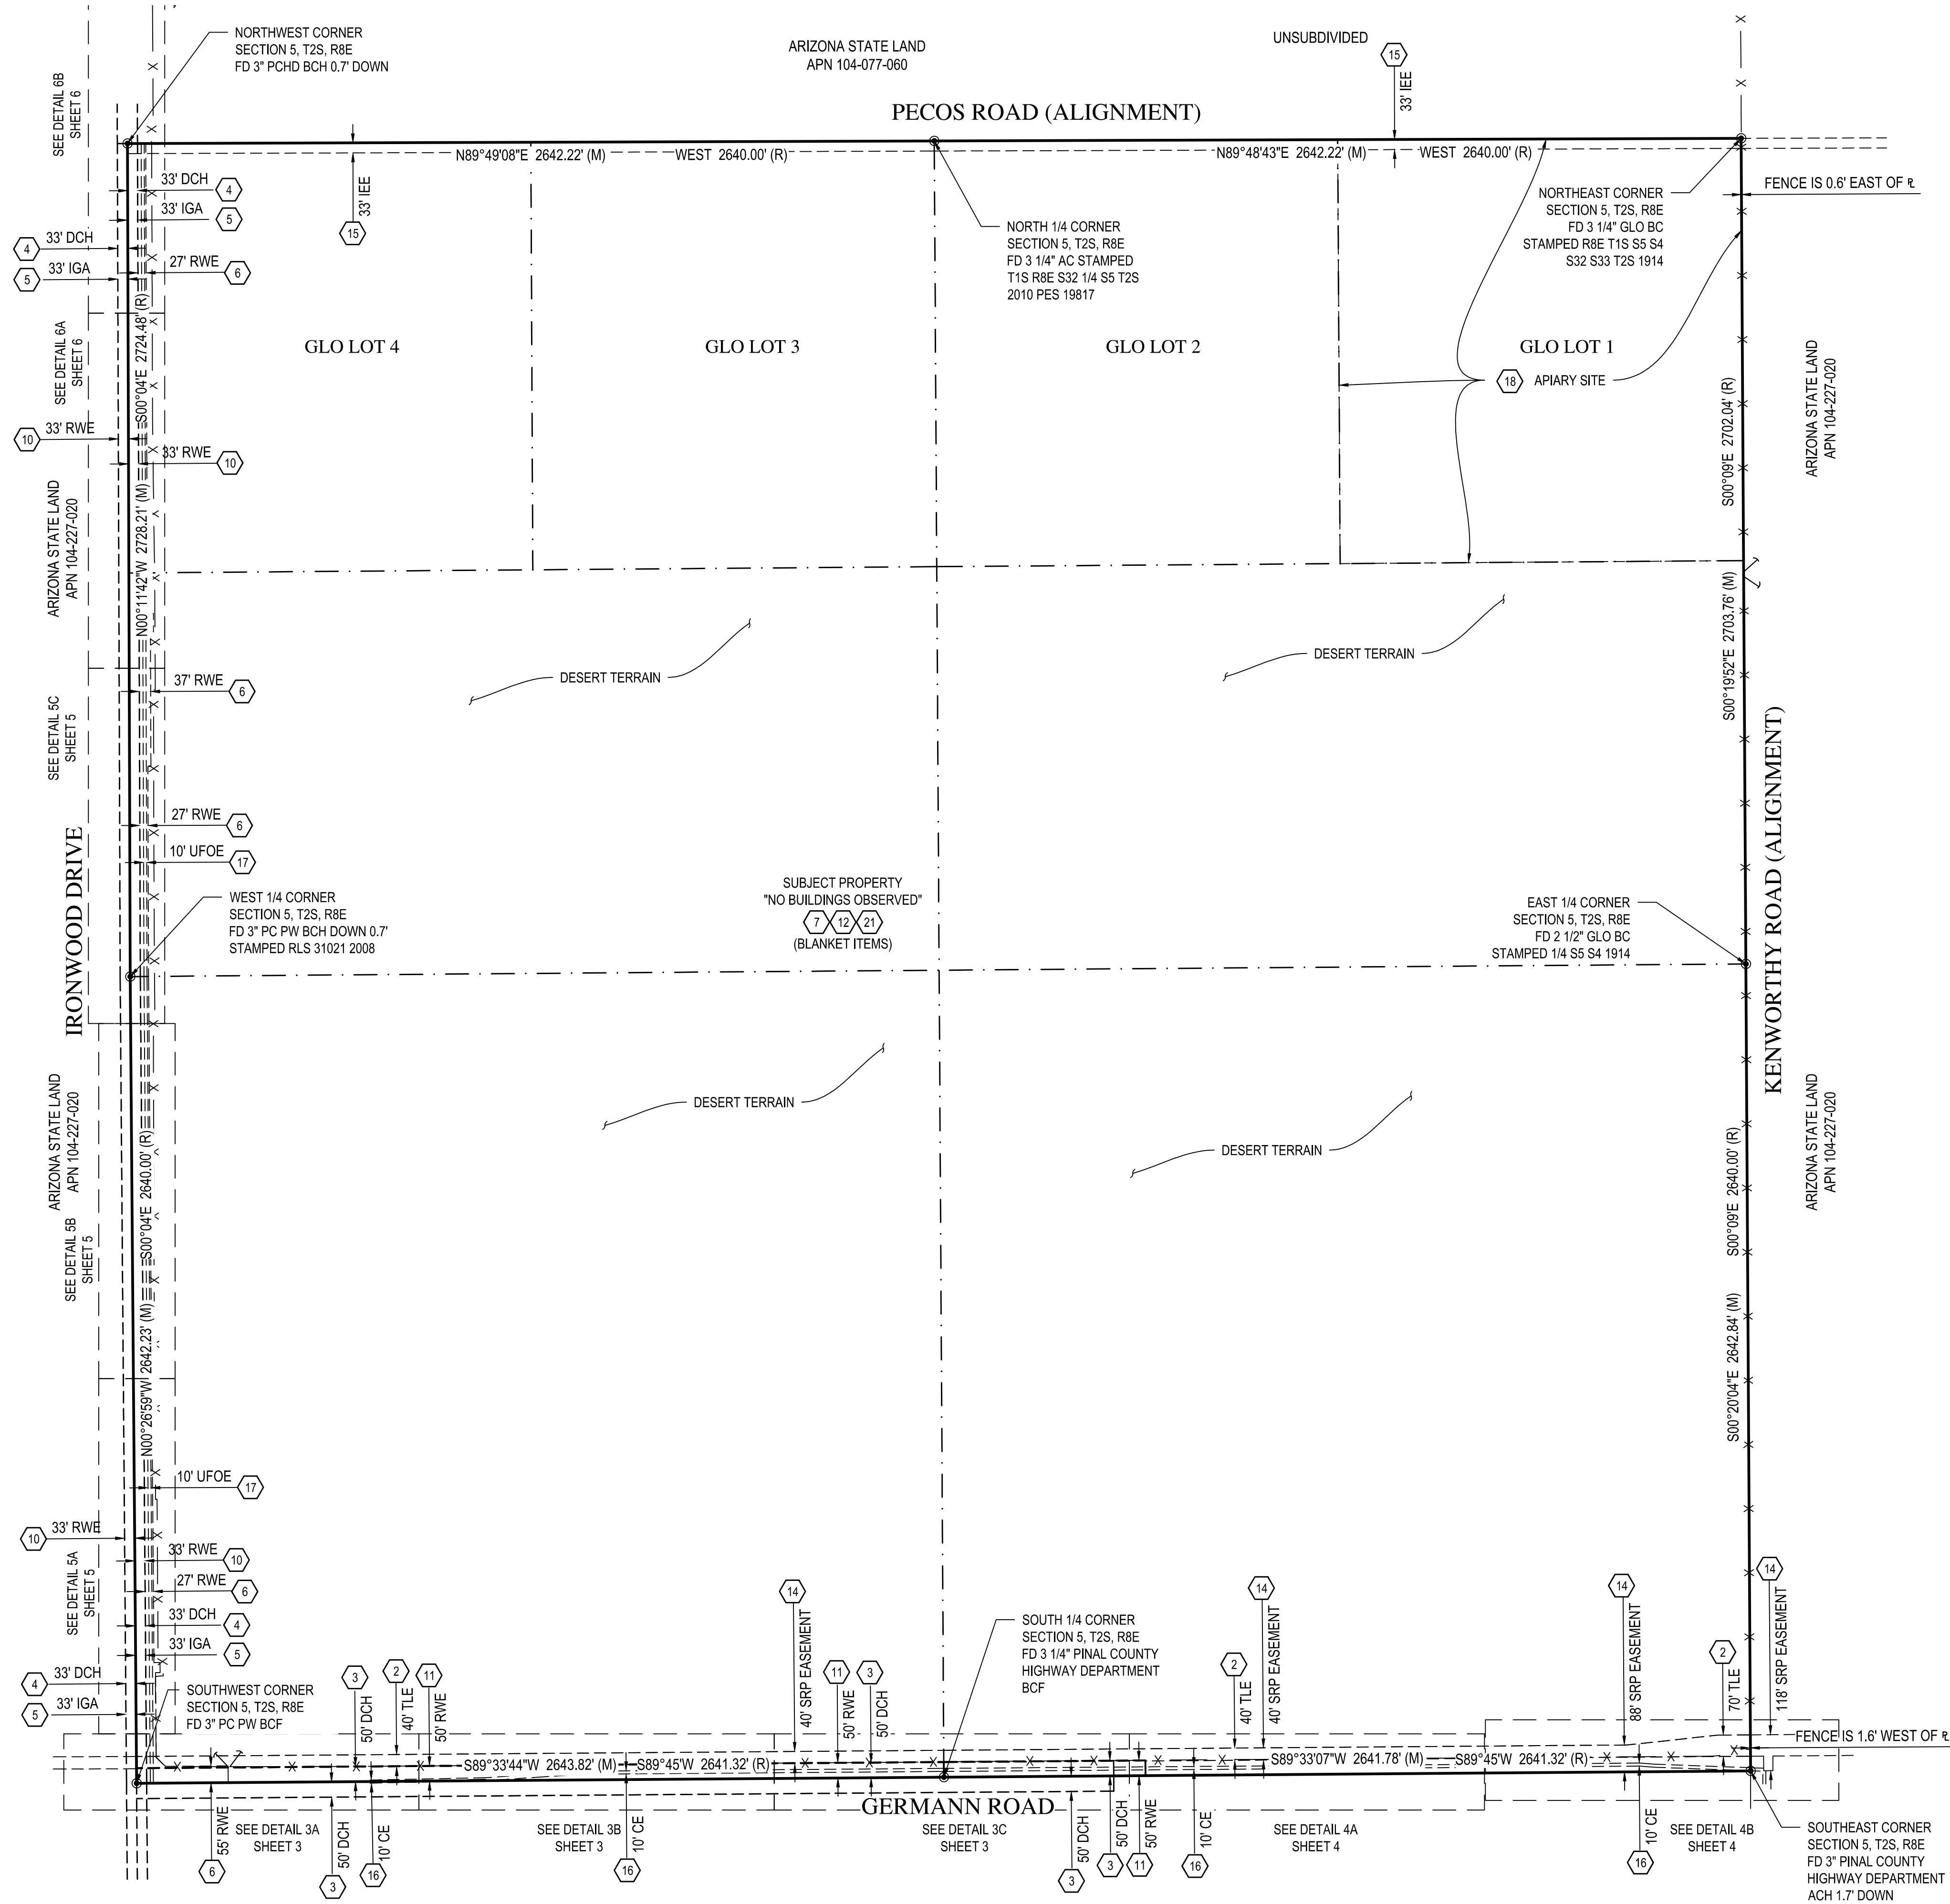 NORTHWEST CORNER
SECTION 5, T2S, R8E
FD 3" PCHD BCH 0.7' DOWN
ARIZONA STATE LAND
APN 104-077-060
UNSUBDIVIDED
15
33' IEE
PECOS ROAD (ALIGNMENT)
SEE DETAIL 6B
SHEET 6
N89°49'08"E 2642.22' (M)
WEST 2640.00' (R)
N89°48'43"E 2642.22' (M)
WEST 2640.00' (R)
33' IEE
15
33' DCH
4
33' IGA
5
33' DCH
4
33' IGA
5
27' RWE
6
NORTH 1/4 CORNER
SECTION 5, T2S, R8E
FD 3 1/4" AC STAMPED
T1S R8E S32 1/4 S5 T2S
2010 PES 19817
NORTHEAST CORNER
SECTION 5, T2S, R8E
FD 3 1/4" GLO BC
STAMPED R8E T1S S5 S4
S32 S33 T2S 1914
FENCE IS 0.6' EAST OF ℞
GLO LOT 4
GLO LOT 3
GLO LOT 2
GLO LOT 1
18
APIARY SITE
SEE DETAIL 6A
SHEET 6
S00°04'E 2724.48' (R)
N00°11'42"W 2728.21' (M)
10
33' RWE
33' RWE
10
ARIZONA STATE LAND
APN 104-227-020
S00°09'E 2702.04' (R)
S00°19'52"E 2703.76' (M)
ARIZONA STATE LAND
APN 104-227-020
DESERT TERRAIN
DESERT TERRAIN
37' RWE
6
SEE DETAIL 5C
SHEET 5
27' RWE
6
10' UFOE
17
IRONWOOD DRIVE
KENWORTHY ROAD (ALIGNMENT)
WEST 1/4 CORNER
SECTION 5, T2S, R8E
FD 3" PC PW BCH DOWN 0.7'
STAMPED RLS 31021 2008
SUBJECT PROPERTY
"NO BUILDINGS OBSERVED"
7 12 21
(BLANKET ITEMS)
EAST 1/4 CORNER
SECTION 5, T2S, R8E
FD 2 1/2" GLO BC
STAMPED 1/4 S5 S4 1914
DESERT TERRAIN
DESERT TERRAIN
ARIZONA STATE LAND
APN 104-227-020
SEE DETAIL 5B
SHEET 5
S00°04'E 2640.00' (R)
N00°26'59"W 2642.23' (M)
S00°09'E 2640.00' (R)
S00°20'04"E 2642.84' (M)
ARIZONA STATE LAND
APN 104-227-020
10' UFOE
17
10
33' RWE
33' RWE
10
27' RWE
6
33' DCH
4
33' IGA
5
SEE DETAIL 5A
SHEET 5
4
33' DCH
5
33' IGA
SOUTHWEST CORNER
SECTION 5, T2S, R8E
FD 3" PC PW BCF
3
50' DCH
2
40' TLE
11
50' RWE
14
40' SRP EASEMENT
11
50' RWE
3
50' DCH
SOUTH 1/4 CORNER
SECTION 5, T2S, R8E
FD 3 1/4" PINAL COUNTY
HIGHWAY DEPARTMENT
BCF
2
40' TLE
14
40' SRP EASEMENT
14
88' SRP EASEMENT
2
70' TLE
14
118' SRP EASEMENT
FENCE IS 1.6' WEST OF ℞
S89°33'44"W 2643.82' (M)
S89°45'W 2641.32' (R)
S89°33'07"W 2641.78' (M)
S89°45'W 2641.32' (R)
GERMANN ROAD
55' RWE
6
SEE DETAIL 3A
SHEET 3
50' DCH
3
10' CE
16
SEE DETAIL 3B
SHEET 3
10' CE
16
SEE DETAIL 3C
SHEET 3
50' DCH
3
50' DCH
3
50' RWE
11
10' CE
16
SEE DETAIL 4A
SHEET 4
10' CE
16
SEE DETAIL 4B
SHEET 4
SOUTHEAST CORNER
SECTION 5, T2S, R8E
FD 3" PINAL COUNTY
HIGHWAY DEPARTMENT
ACH 1.7' DOWN